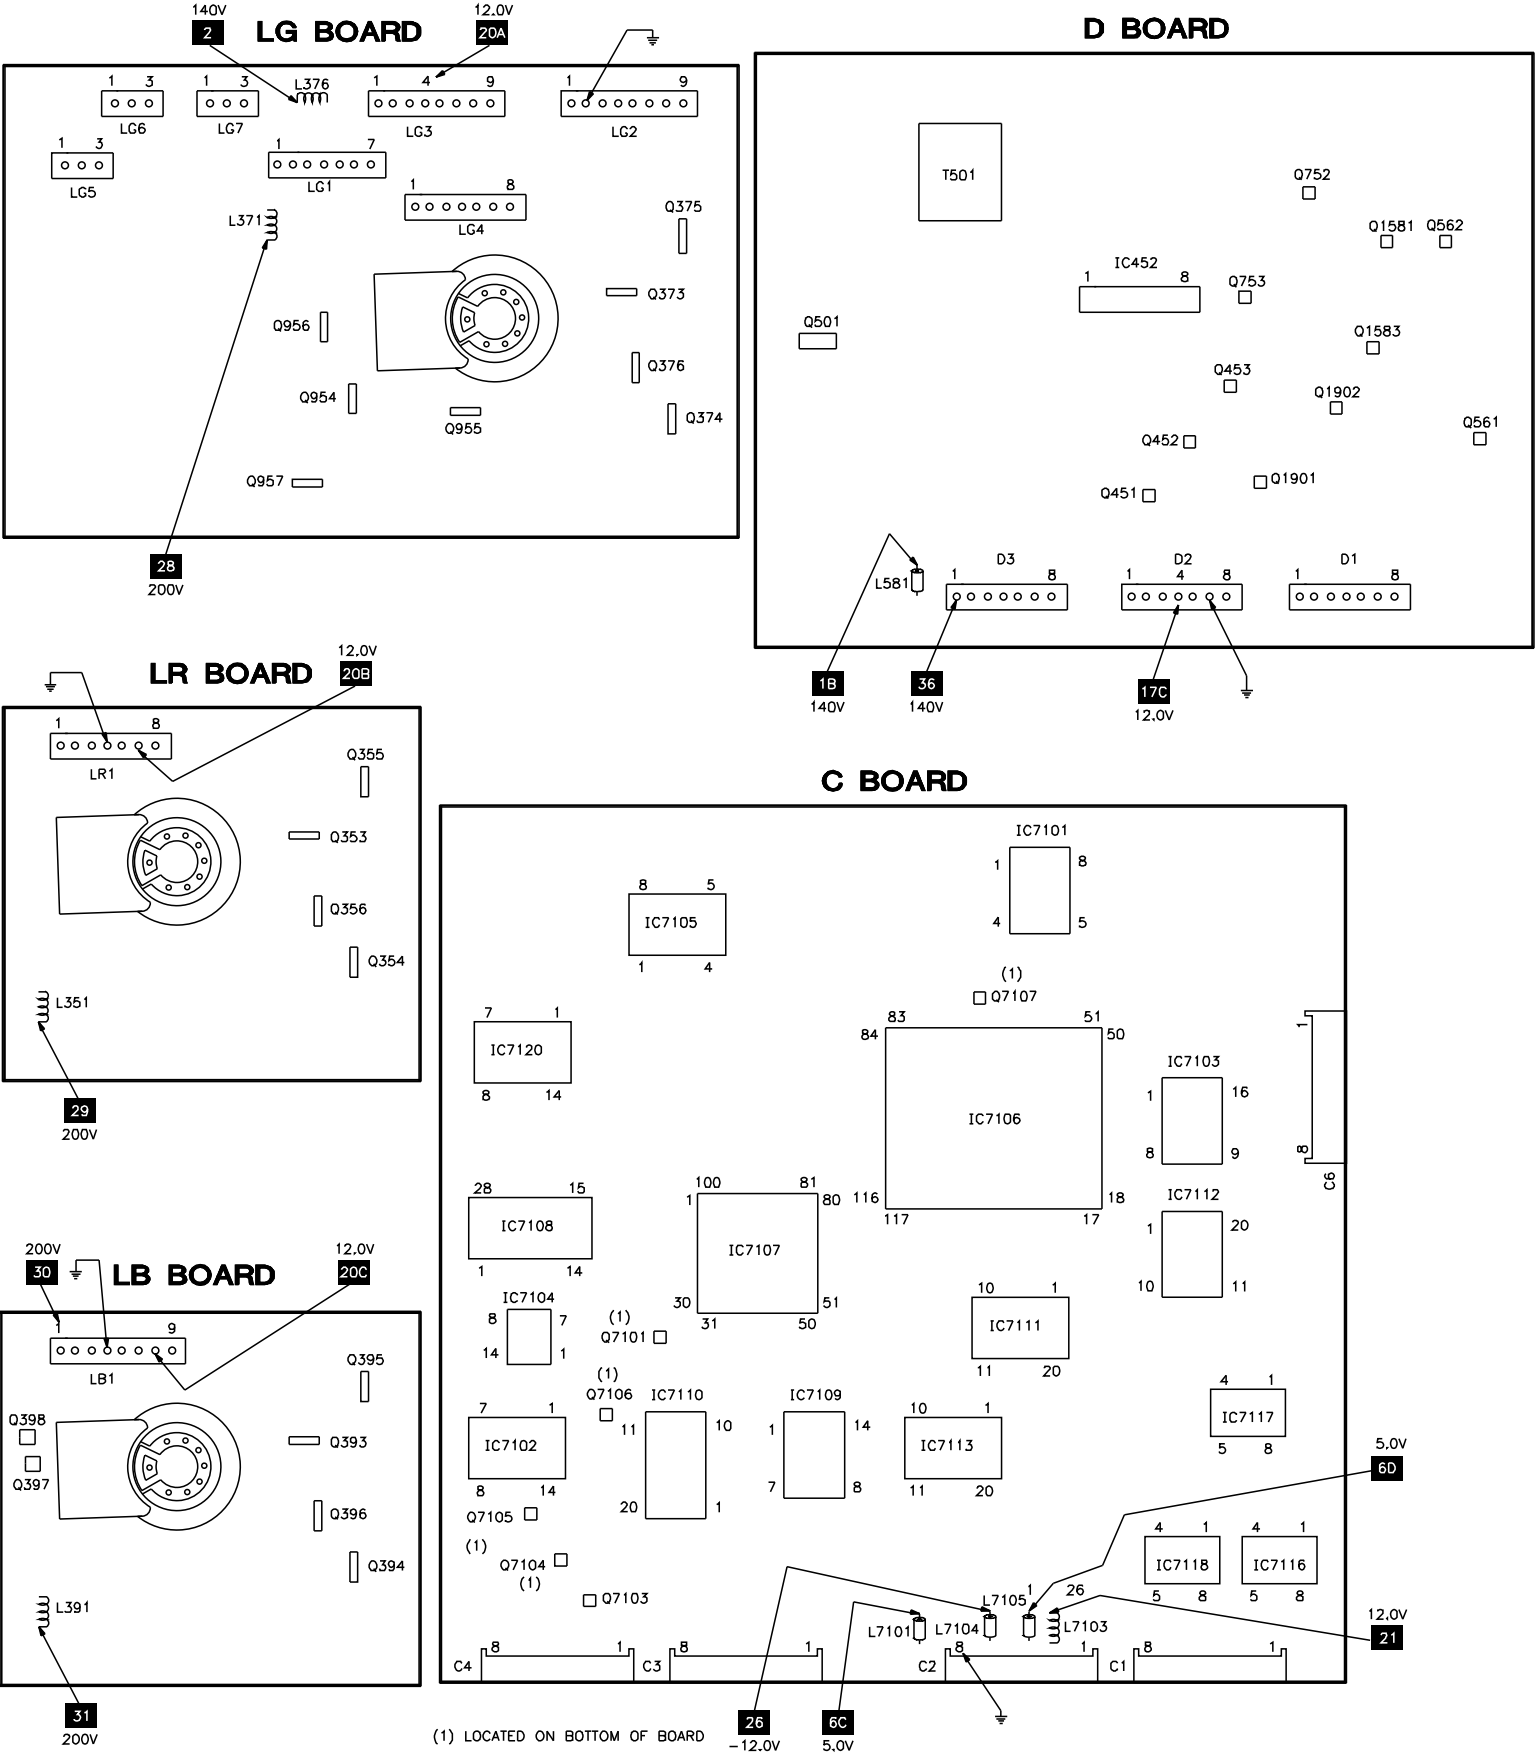 140V
2
LG BOARD
12.0V
20A
1 3
LG6
1 3
LG7
L376
1 4 9
LG3
1 9
LG2
1 3
LG5
1 7
LG1
1 8
LG4
L371
Q375
Q373
Q956
Q376
Q954
Q955
Q374
Q957
28
200V
D BOARD
T501
Q752
Q1581 Q562
IC452
1 8
Q753
Q501
Q1583
Q453
Q1902
Q561
Q452
Q1901
Q451
L581
D3
1 8
D2
1 4 8
D1
1 8
1B
140V
36
140V
17C
12.0V
LR BOARD
12.0V
20B
1 8
LR1
Q355
Q353
Q356
Q354
L351
29
200V
200V
30
LB BOARD
12.0V
20C
1 9
LB1
Q395
Q398
Q397
Q393
Q396
Q394
L391
31
200V
C BOARD
IC7101
1 8
4 5
8 5
IC7105
1 4
(1)
Q7107
7 1
IC7120
8 14
83 51
84 50
IC7106
116 18
117 17
IC7103
1 16
8 9
1
8
C6
28 15
IC7108
1 14
100 81
1 80
IC7107
30 51
31 50
IC7112
1 20
10 11
IC7104
8 7
14 1
(1)
Q7101
10 1
IC7111
11 20
(1)
Q7106
IC7110
11 10
20 1
IC7109
1 14
7 8
10 1
IC7113
11 20
4 1
IC7117
5 8
7 1
IC7102
8 14
Q7105
(1)
Q7104
(1)
Q7103
5.0V
6D
4 1
IC7118
5 8
4 1
IC7116
5 8
L7101
L7104
L7105
1 26
L7103
12.0V
21
C4
8 1
C3
8 1
C2
8 1
C1
8 1
(1) LOCATED ON BOTTOM OF BOARD
26
-12.0V
6C
5.0V